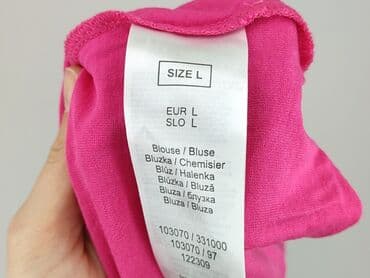 SIZE L
EUR L
SLO L
Blouse / Bluse
Bluzka / Chemisier
Blúz / Halenka
Blúzka / Bluză
Bluza / блузка
Bluza / Bluza
103070 / 331000
103070 / 97
122309